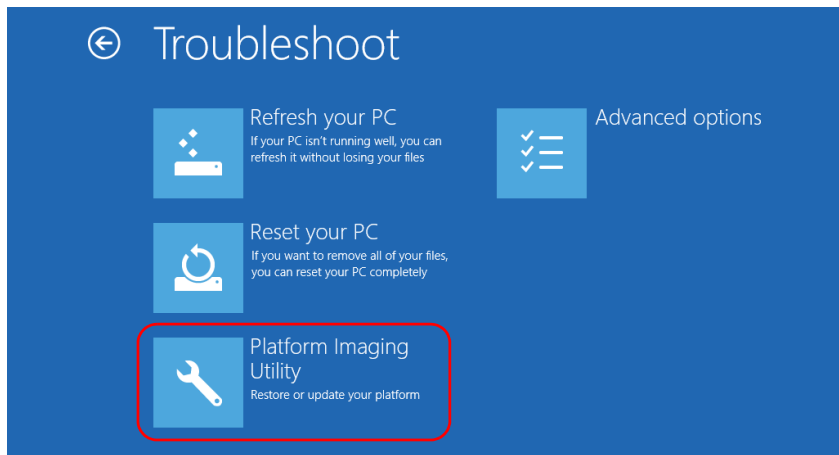 Troubleshoot
Refresh your PC
If your PC isn't running well, you can
refresh it without losing your files
Advanced options
Reset your PC
If you want to remove all of your files,
you can reset your PC completely
Platform Imaging
Utility
Restore or update your platform